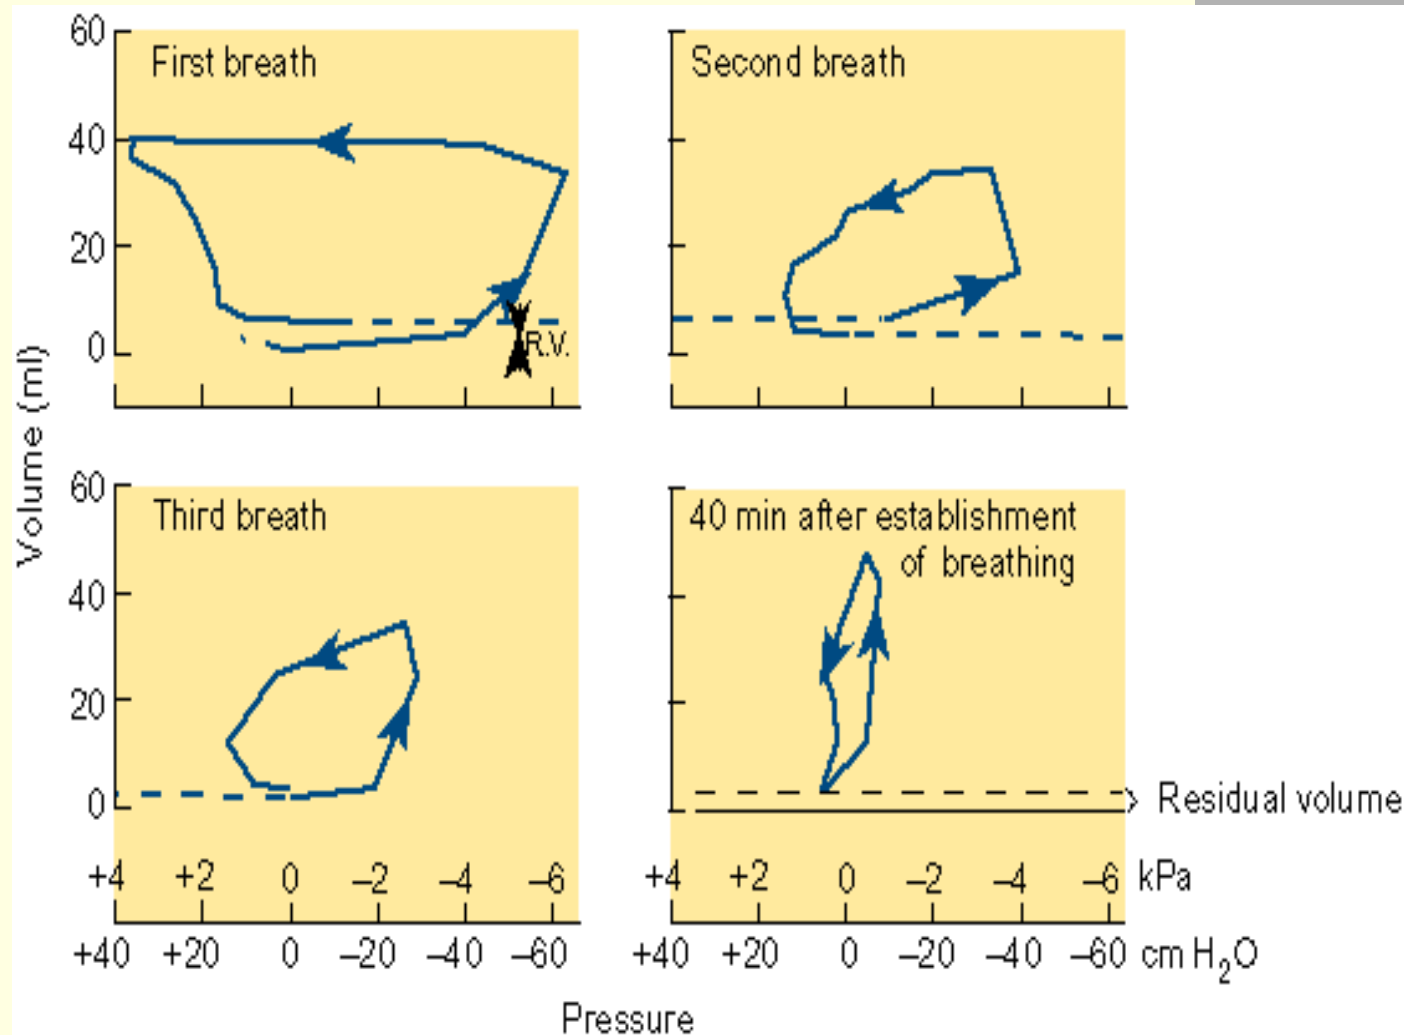 60
First breath
40
20
0
R.V.
Second breath
Volume (ml)
60
Third breath
40
20
0
40 min after establishment
of breathing
Residual volume
+4 +2 0 –2 –4 –6
+4 +2 0 –2 –4 –6 kPa
+40 +20 0 –20 –40 –60
+40 +20 0 –20 –40 –60 cm H₂O
Pressure